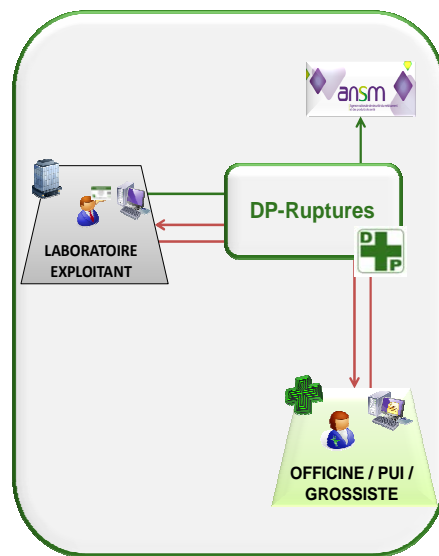 ansm
DP-Ruptures
D
P
LABORATOIRE
EXPLOITANT
OFFICINE / PUI /
GROSSISTE